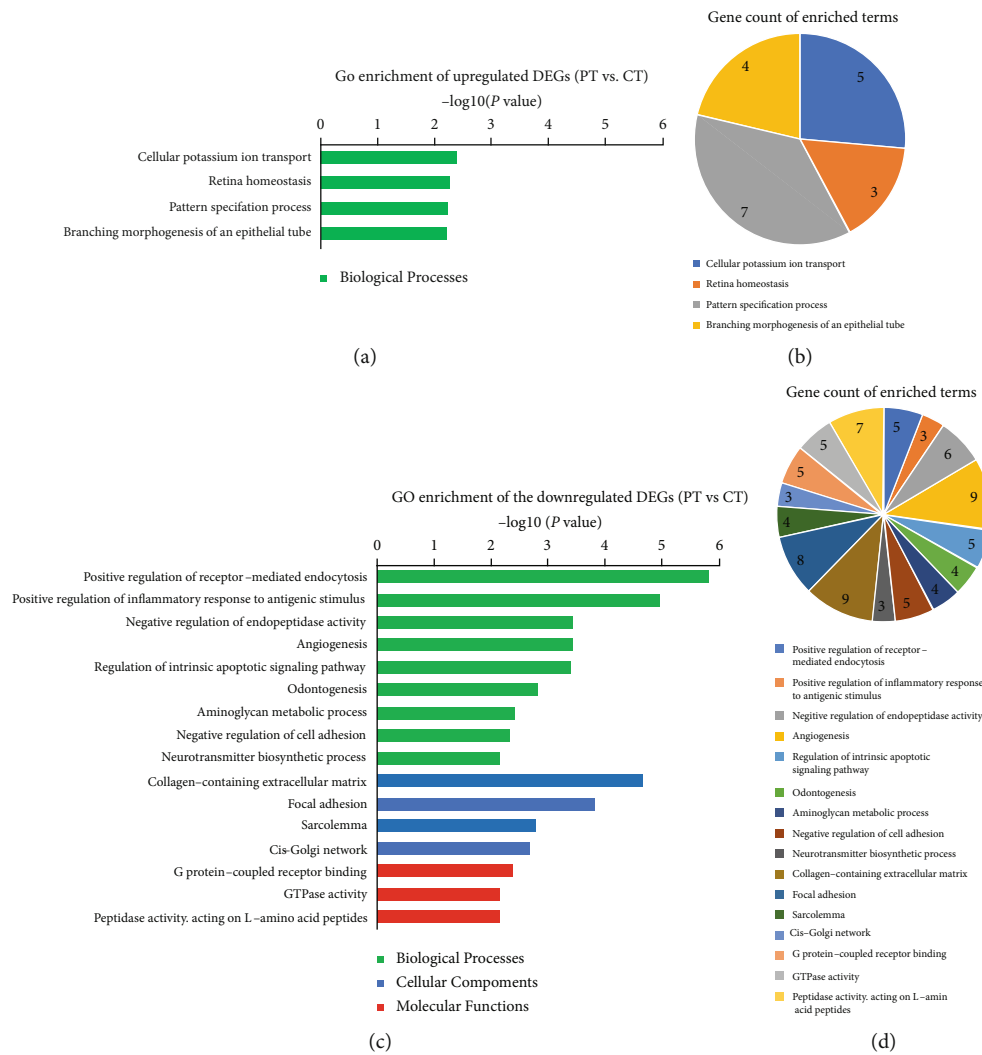 Go enrichment of upregulated DEGs (PT vs. CT)
–log10(P value)
0 1 2 3 4 5 6
Cellular potassium ion transport
Retina homeostasis
Pattern specifation process
Branching morphogenesis of an epithelial tube
Biological Processes
(a)
Gene count of enriched terms
4
5
3
7
Cellular potassium ion transport
Retina homeostasis
Pattern specification process
Branching morphogenesis of an epithelial tube
(b)
GO enrichment of the downregulated DEGs (PT vs CT)
–log10 (P value)
0 1 2 3 4 5 6
Positive regulation of receptor–mediated endocytosis
Positive regulation of inflammatory response to antigenic stimulus
Negative regulation of endopeptidase activity
Angiogenesis
Regulation of intrinsic apoptotic signaling pathway
Odontogenesis
Aminoglycan metabolic process
Negative regulation of cell adhesion
Neurotransmitter biosynthetic process
Collagen–containing extracellular matrix
Focal adhesion
Sarcolemma
Cis-Golgi network
G protein–coupled receptor binding
GTPase activity
Peptidase activity. acting on L–amino acid peptides
Biological Processes
Cellular Components
Molecular Functions
(c)
Gene count of enriched terms
5
3
6
9
5
4
4
5
3
9
8
4
3
5
5
7
Positive regulation of receptor–
mediated endocytosis
Positive regulation of inflammatory response
to antigenic stimulus
Negitive regulation of endopeptidase activity
Angiogenesis
Regulation of intrinsic apoptotic
signaling pathway
Odontogenesis
Aminoglycan metabolic process
Negative regulation of cell adhesion
Neurotransmitter biosynthetic process
Collagen–containing extracellular matrix
Focal adhesion
Sarcolemma
Cis–Golgi network
G protein–coupled receptor binding
GTPase activity
Peptidase activity. acting on L–amin
acid peptides
(d)